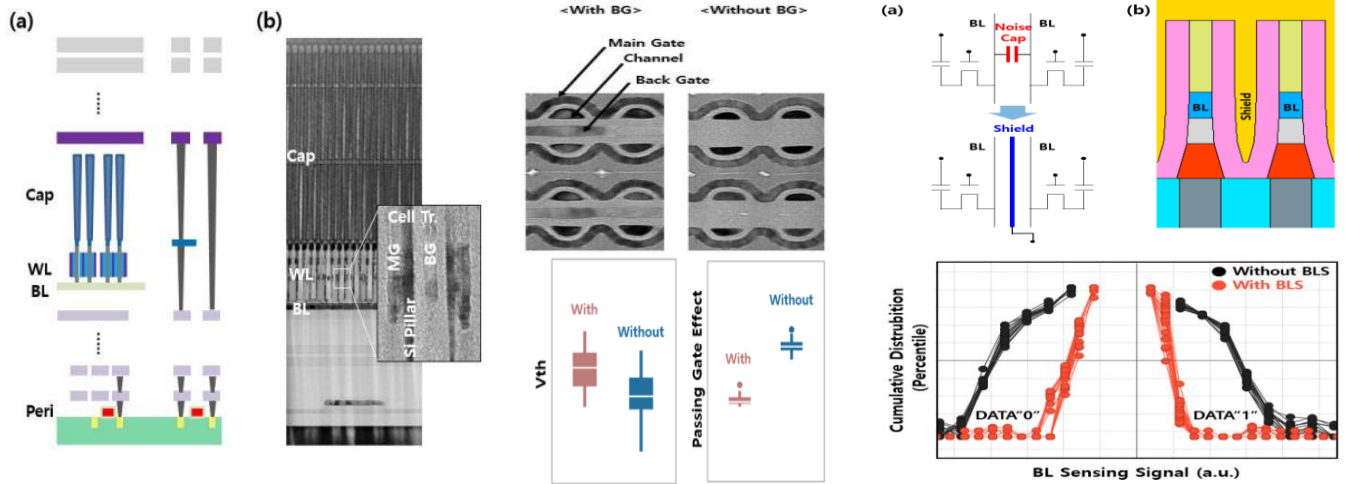 (a)
Cap
WL
BL
Peri
(b)
Cap
WL
BL
Cell Tr.
MG
BG
Si Pillar
<With BG>
<Without BG>
Main Gate
Channel
Back Gate
Vth
With
Without
Passing Gate Effect
With
Without
(a)
BL
BL
Noise
Cap
Shield
BL
BL
(b)
BL
Shield
BL
Cumulative Distrubition
(Percentile)
Without BLS
With BLS
DATA"0"
DATA"1"
BL Sensing Signal (a.u.)